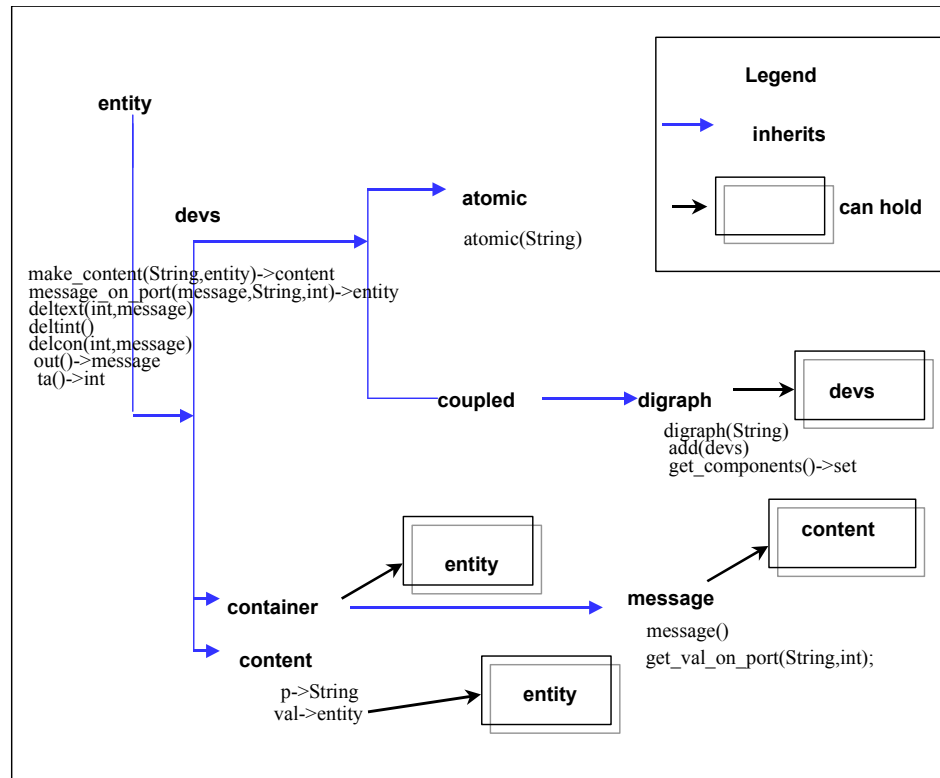 Legend
entity
inherits
devs
atomic
can hold
atomic(String)
make_content(String,entity)->content
message_on_port(message,String,int)->entity
deltext(int,message)
deltint()
delcon(int,message)
out()->message
ta()->int
coupled
digraph
devs
digraph(String)
add(devs)
get_components()->set
content
entity
container
message
message()
content
get_val_on_port(String,int);
p->String
val->entity
entity